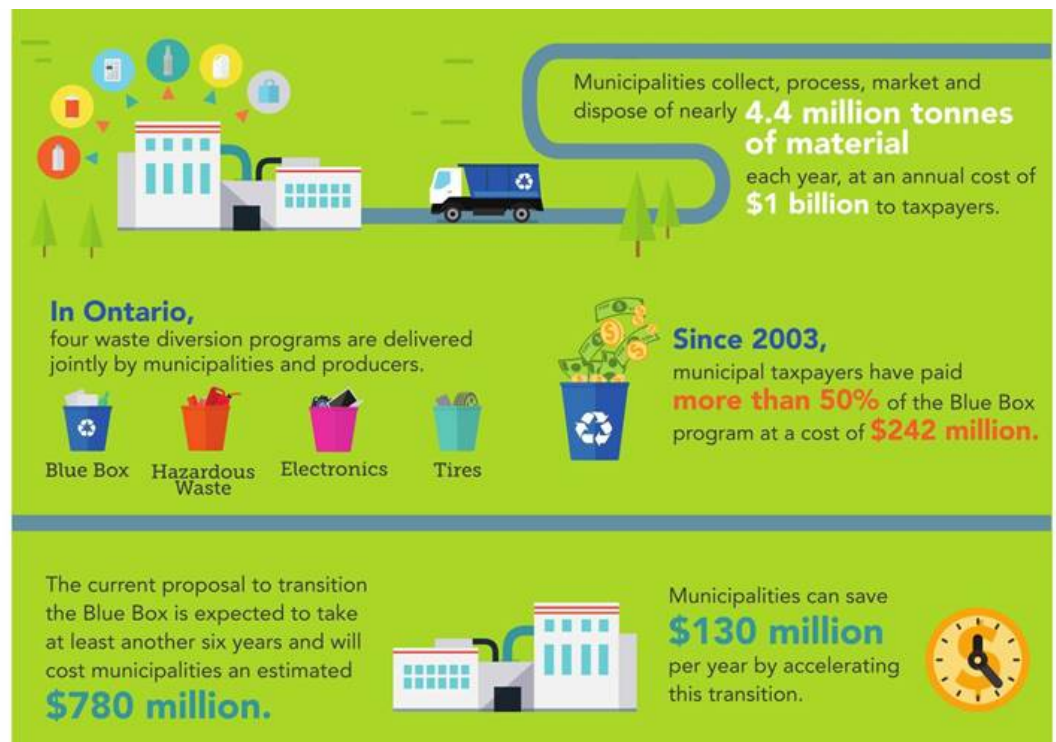 Municipalities collect, process, market and
dispose of nearly 4.4 million tonnes
of material
each year, at an annual cost of
$1 billion to taxpayers.
In Ontario,
four waste diversion programs are delivered
jointly by municipalities and producers.
Blue Box
Hazardous
Waste
Electronics
Tires
Since 2003,
municipal taxpayers have paid
more than 50% of the Blue Box
program at a cost of $242 million.
The current proposal to transition
the Blue Box is expected to take
at least another six years and will
cost municipalities an estimated
$780 million.
Municipalities can save
$130 million
per year by accelerating
this transition.